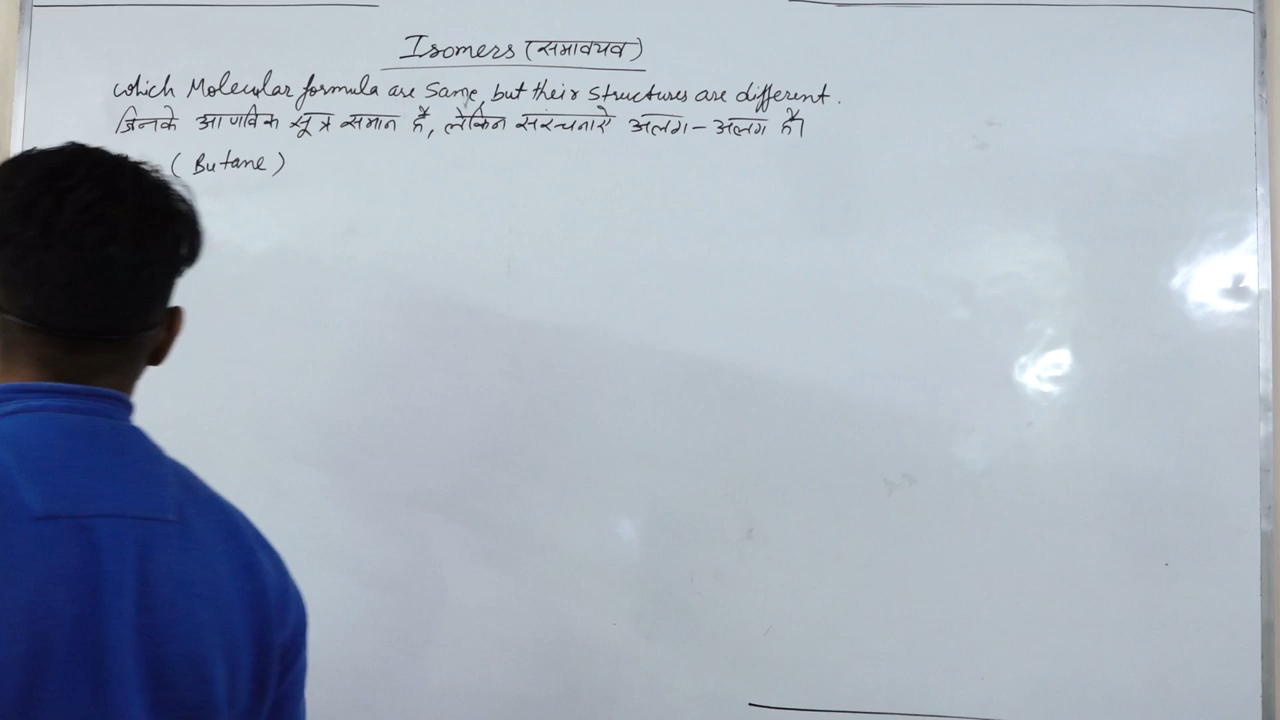 Isomers (समावयव)
which Molecular formula are Same, but their Structures are different.
जिनके आणविक सूत्र समान हैं, लेकिन संरचनाऐ अलग-अलग हैं।
(Butane)